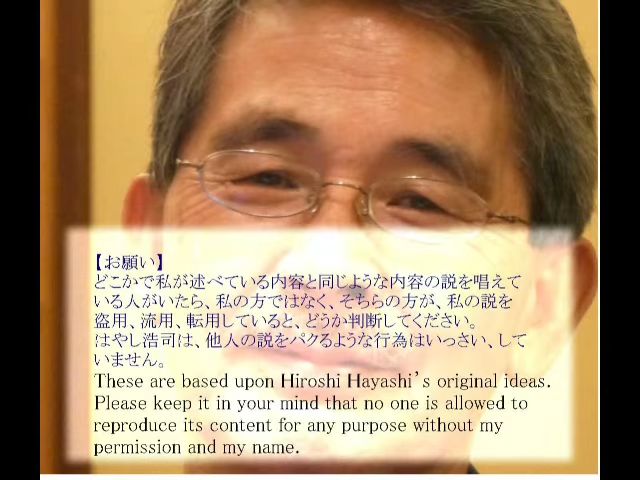 【お願い】
どこかで私が述べている内容と同じような内容の説を唱えて
いる人がいたら、私の方ではなく、そちらの方が、私の説を
盗用、流用、転用していると、どうか判断してください。
はやし浩司は、他人の説をパクるような行為はいっさい、して
いません。
These are based upon Hiroshi Hayashi's original ideas.
Please keep it in your mind that no one is allowed to
reproduce its content for any purpose without my
permission and my name.